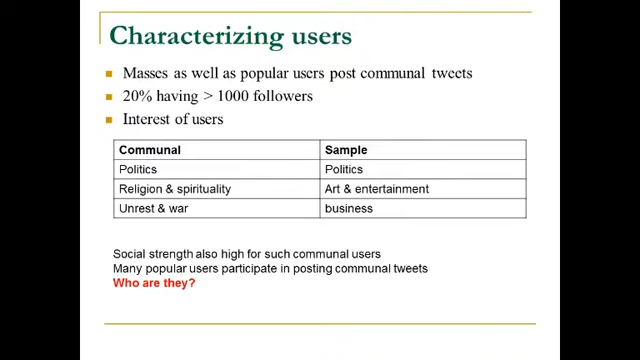 Characterizing users
Masses as well as popular users post communal tweets
20% having > 1000 followers
Interest of users
Communal Sample
Politics Politics
Religion & spirituality Art & entertainment
Unrest & war business
Social strength also high for such communal users
Many popular users participate in posting communal tweets
Who are they?